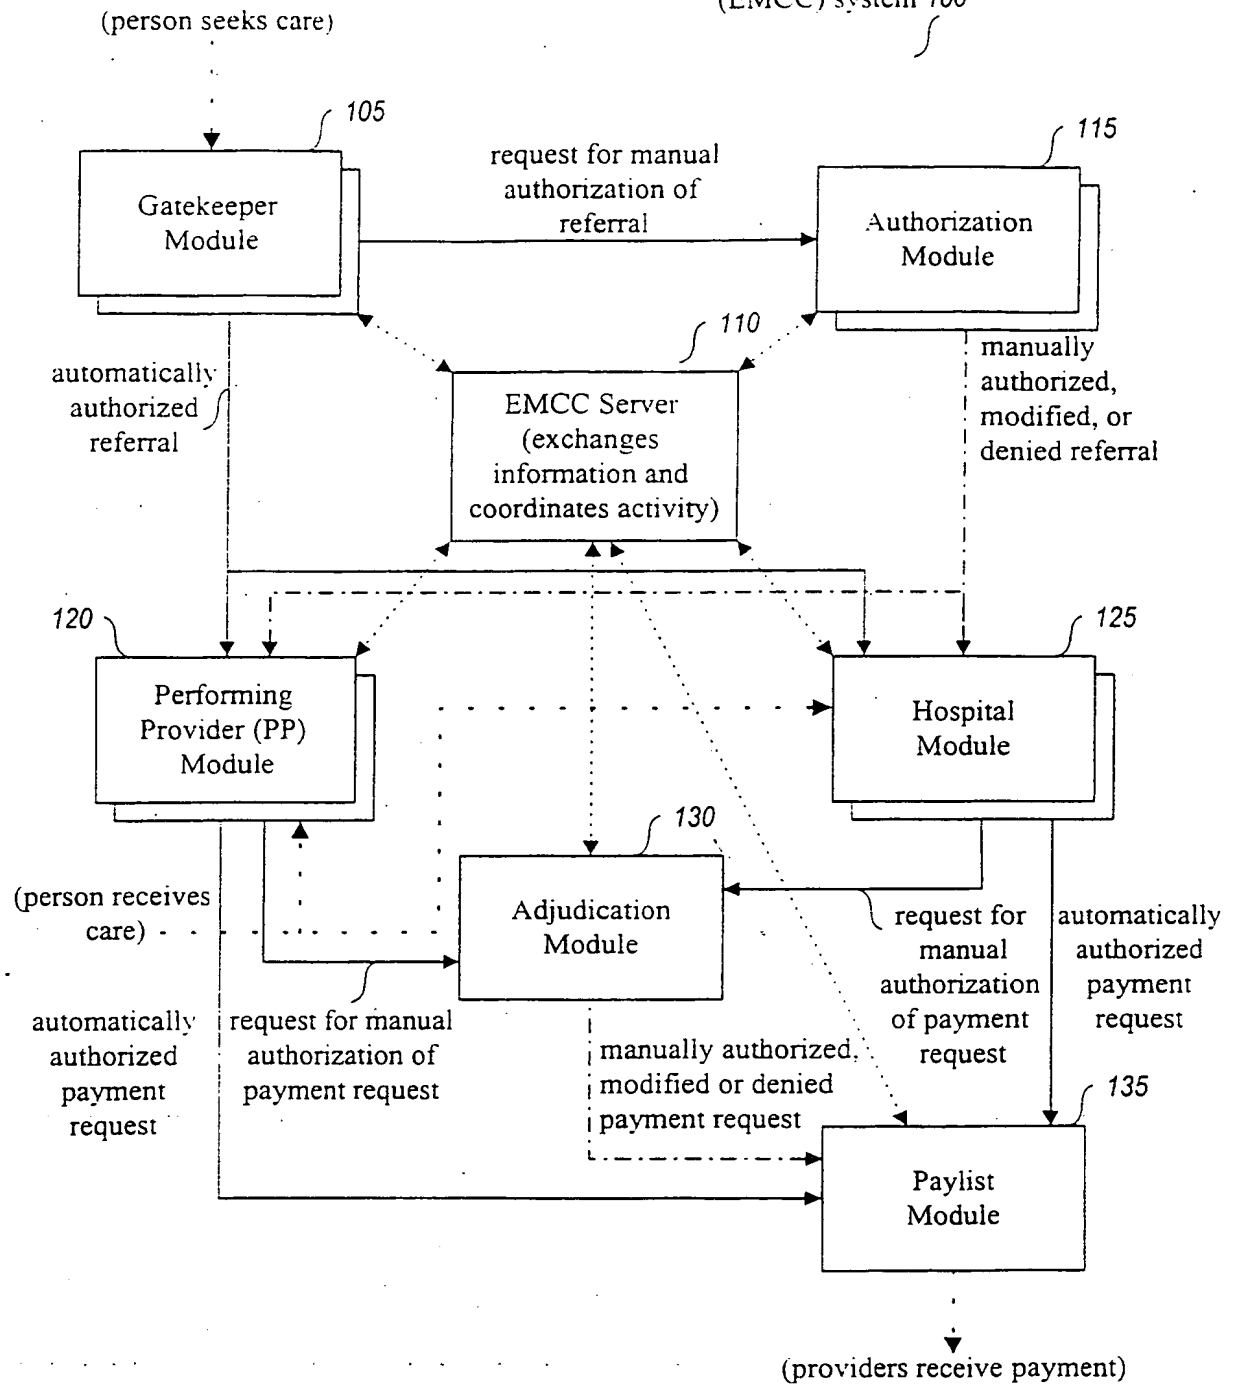 (person seeks care)
(EMCC) system 100
105
115
request for manual
authorization of
referral
Gatekeeper
Module
Authorization
Module
110
automatically
authorized
referral
manually
authorized,
modified, or
denied referral
EMCC Server
(exchanges
information and
coordinates activity)
120
125
Performing
Provider (PP)
Module
Hospital
Module
130
(person receives
care)
Adjudication
Module
request for
manual
authorization
of payment
request
automatically
authorized
payment
request
automatically
authorized
payment
request
request for manual
authorization of
payment request
manually authorized,
modified or denied
payment request
135
Paylist
Module
(providers receive payment)